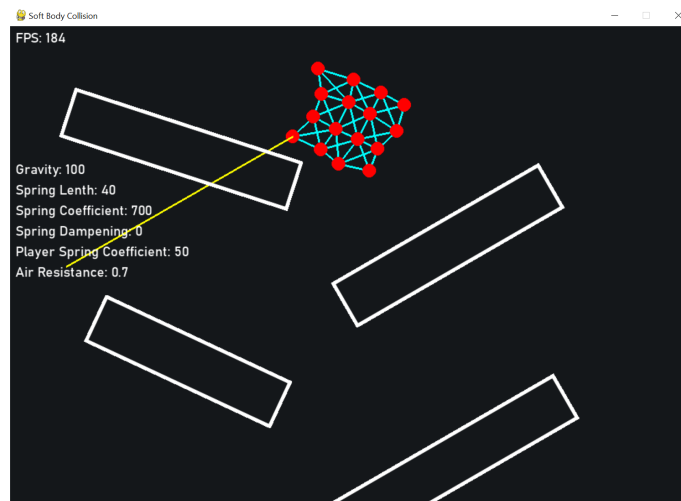 Soft Body Collision
FPS: 184
Gravity: 100
Spring Lenth: 40
Spring Coefficient: 700
Spring Dampening: 0
Player Spring Coefficient: 50
Air Resistance: 0.7